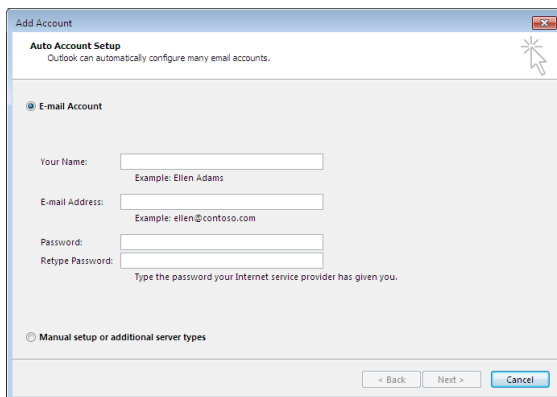 Add Account
Auto Account Setup
Outlook can automatically configure many email accounts.
E-mail Account
Your Name:
Example: Ellen Adams
E-mail Address:
Example: ellen@contoso.com
Password:
Retype Password:
Type the password your Internet service provider has given you.
Manual setup or additional server types
< Back Next > Cancel